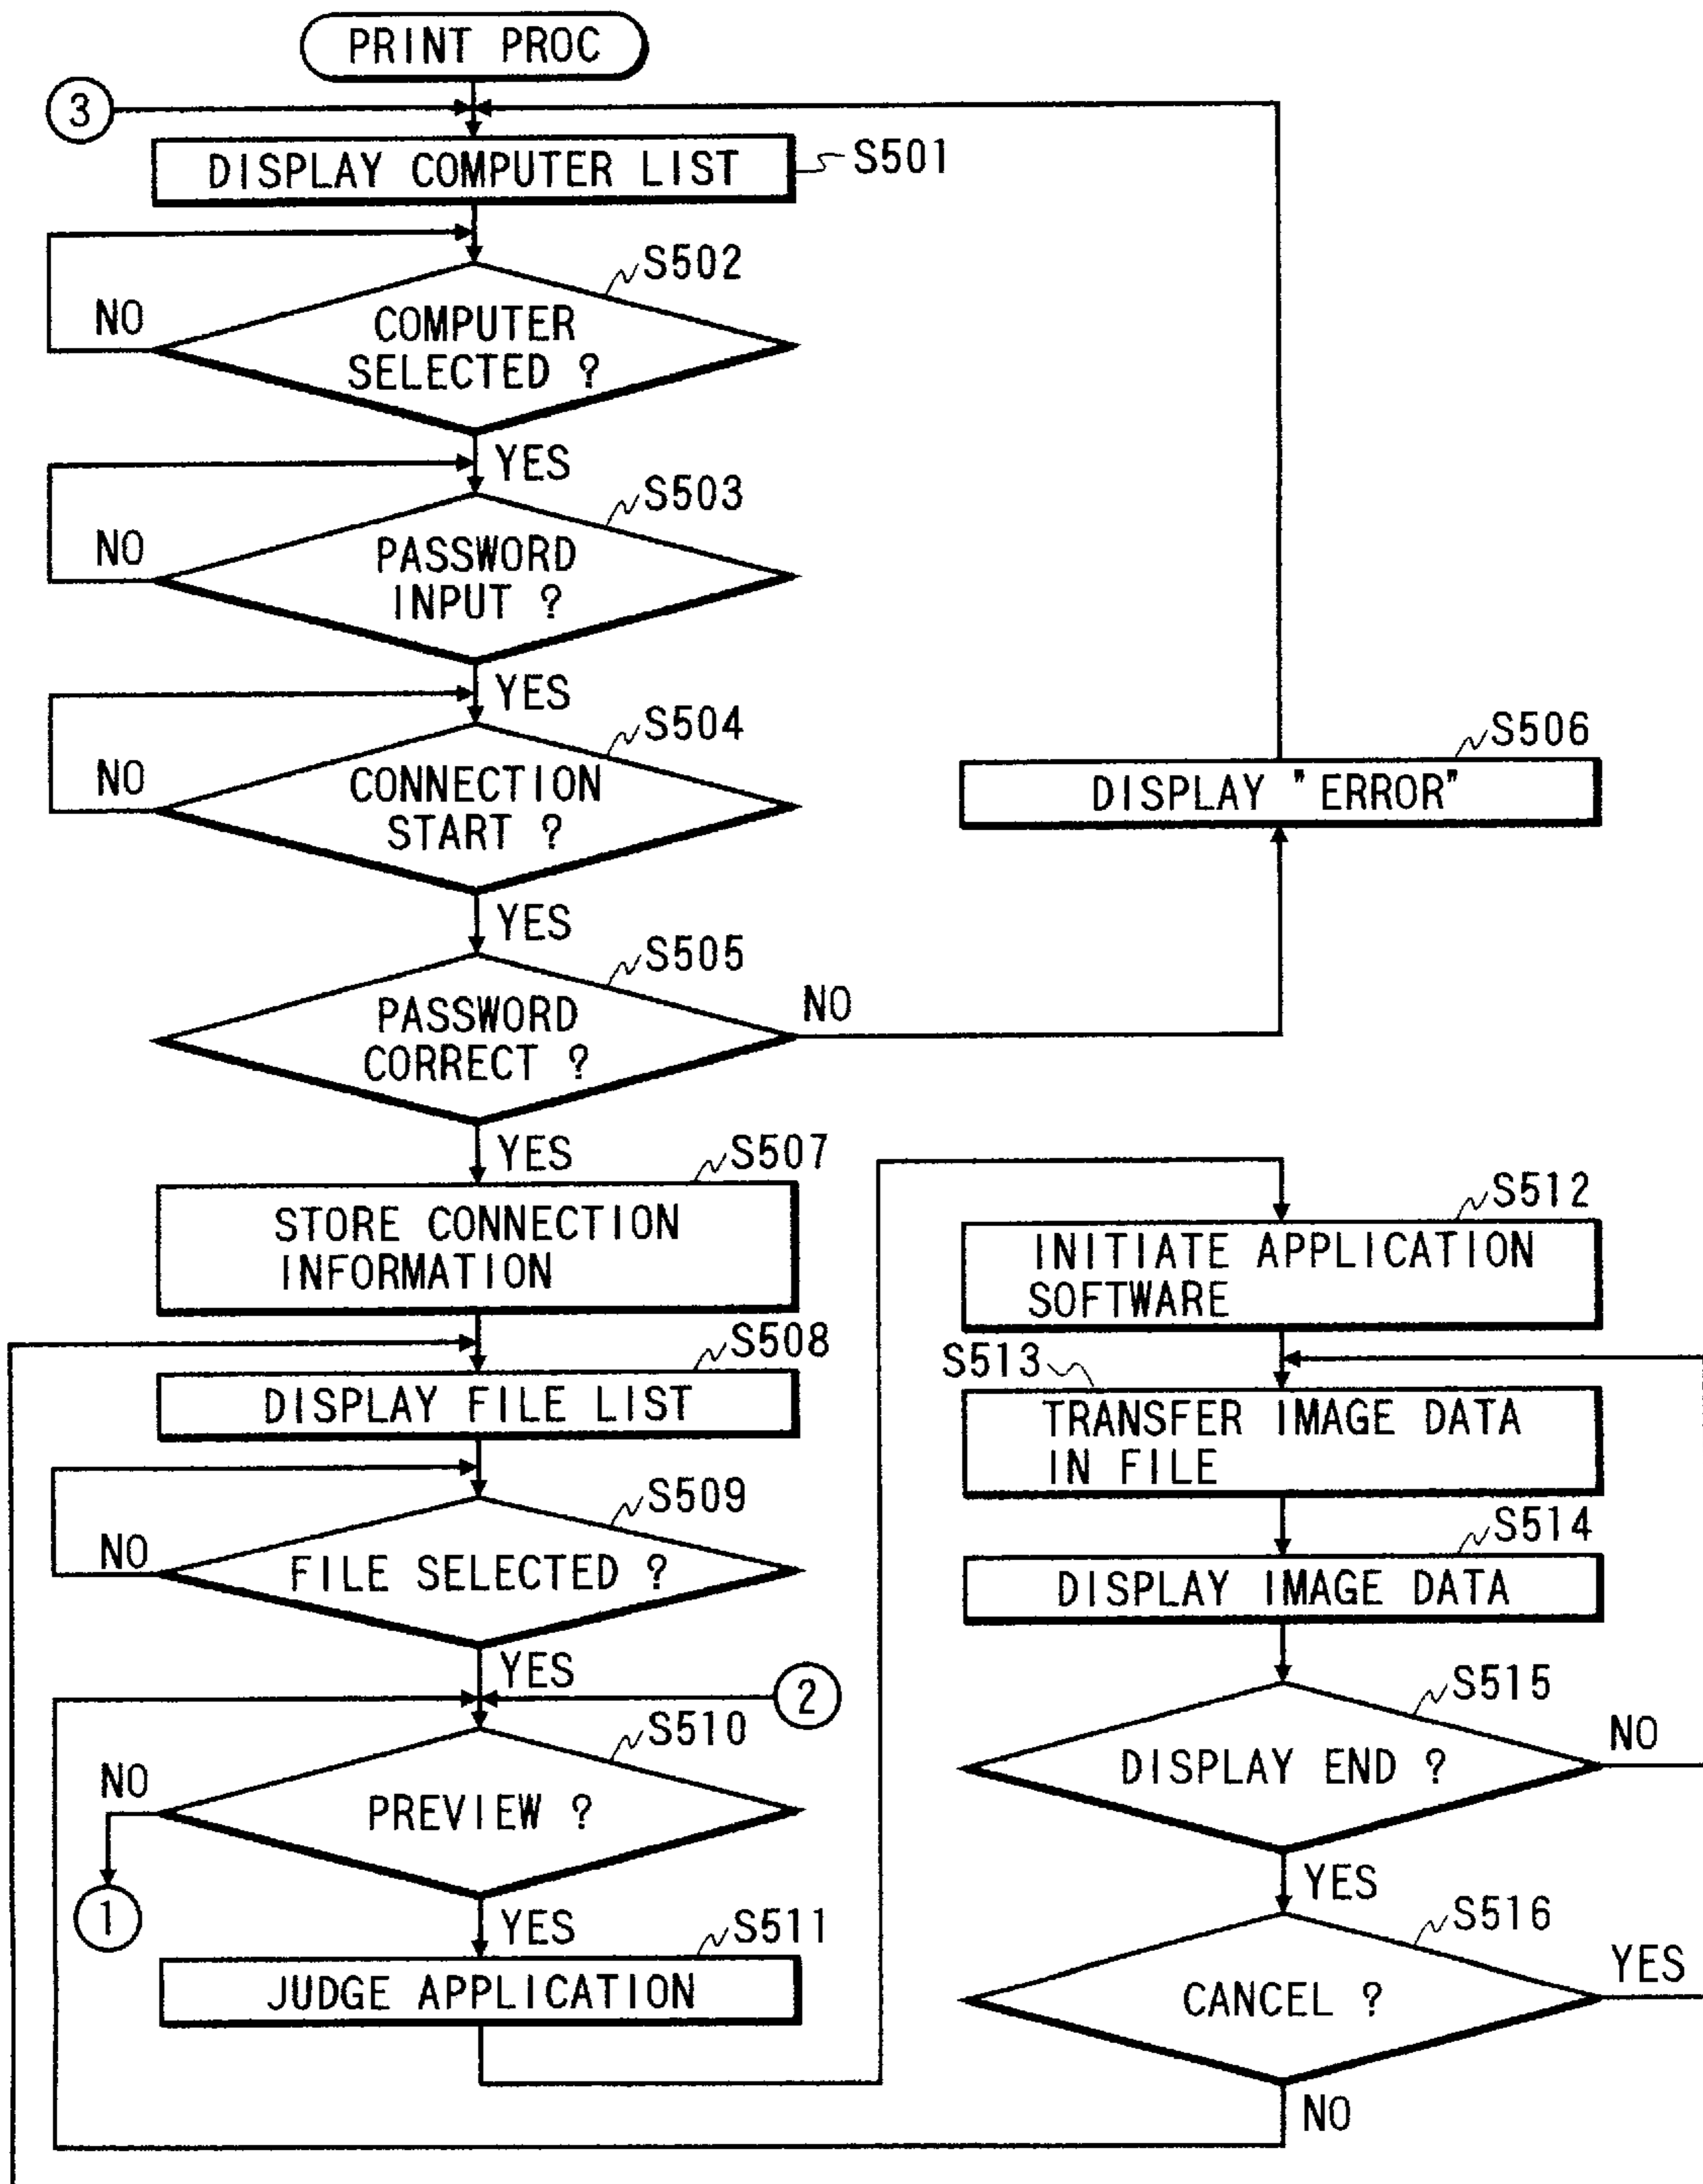 PRINT PROC
3
DISPLAY COMPUTER LIST
S501
S502
NO
COMPUTER
SELECTED ?
YES
S503
NO
PASSWORD
INPUT ?
YES
S504
NO
CONNECTION
START ?
YES
S505
PASSWORD
CORRECT ?
NO
S506
DISPLAY "ERROR"
YES
S507
STORE CONNECTION
INFORMATION
S508
DISPLAY FILE LIST
S509
NO
FILE SELECTED ?
YES
2
S510
NO
PREVIEW ?
1
YES
S511
JUDGE APPLICATION
S512
INITIATE APPLICATION
SOFTWARE
S513
TRANSFER IMAGE DATA
IN FILE
S514
DISPLAY IMAGE DATA
S515
DISPLAY END ?
NO
YES
S516
CANCEL ?
YES
NO